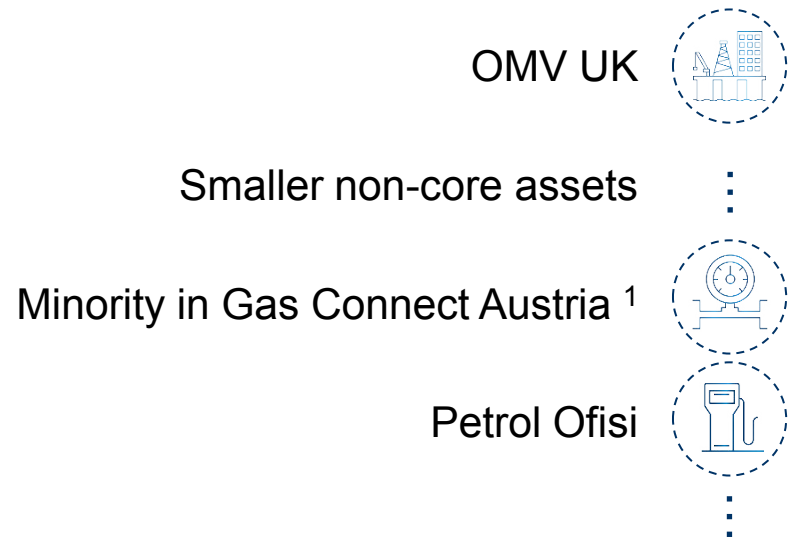 OMV UK
Smaller non-core assets
Minority in Gas Connect Austria ¹
Petrol Ofisi